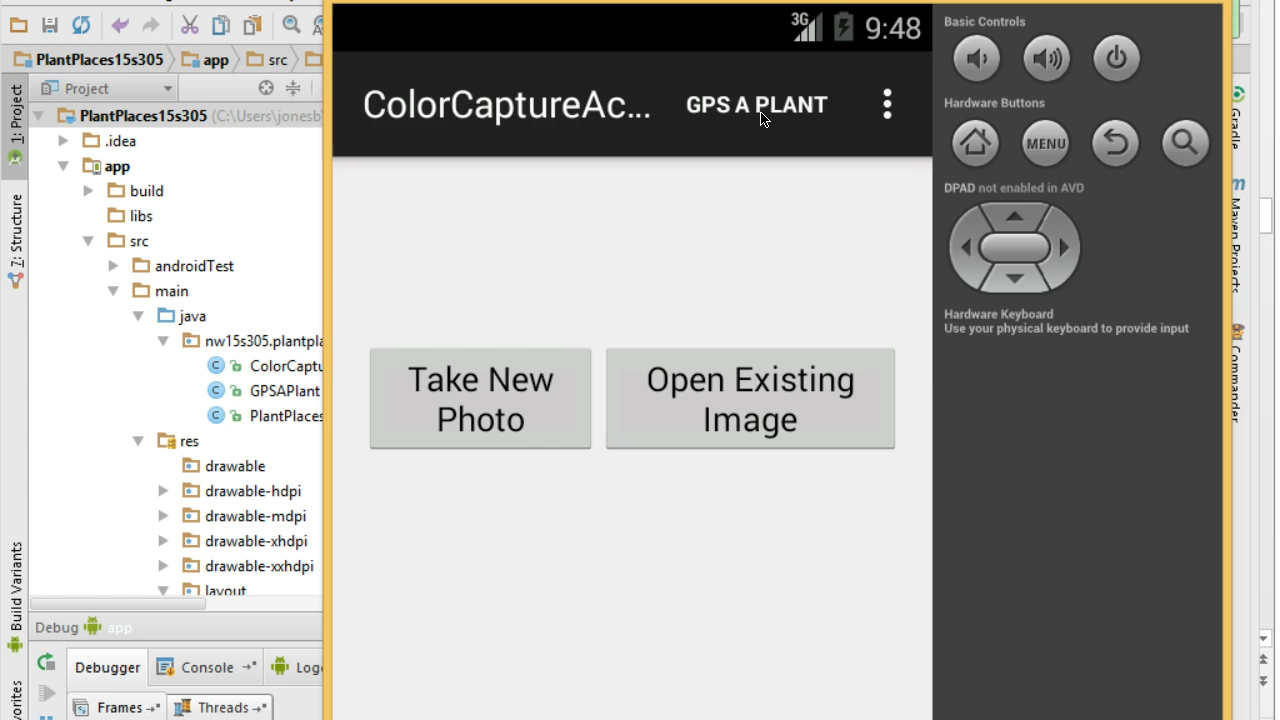 PlantPlaces15s305
app
src
Project
PlantPlaces15s305 (C:\Users\jonesb
.idea
app
build
libs
src
androidTest
main
java
nw15s305.plantpla
ColorCaptu
GPSAPlant
PlantPlaces
res
drawable
drawable-hdpi
drawable-mdpi
drawable-xhdpi
drawable-xxhdpi
layout
1: Project
7: Structure
Build Variants
vorites
Debug app
Debugger
Console
Logc
Frames
Threads
3G
9:48
ColorCaptureAc...
GPS A PLANT
Take New
Photo
Open Existing
Image
Basic Controls
Hardware Buttons
MENU
DPAD not enabled in AVD
Hardware Keyboard
Use your physical keyboard to provide input
Gradle
m
Maven Projects
Commander